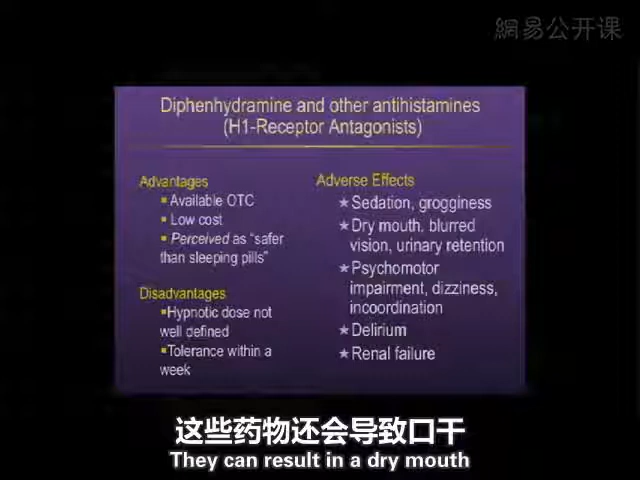 網易公开课
Diphenhydramine and other antihistamines
(H1-Receptor Antagonists)
Advantages
Available OTC
Low cost
Perceived as "safer
than sleeping pills"
Disadvantages
Hypnotic dose not
well defined
Tolerance within a
week
Adverse Effects
Sedation, grogginess
Dry mouth, blurred
vision, urinary retention
Psychomotor
impairment, dizziness,
incoordination
Delirium
Renal failure
这些药物还会导致口干
They can result in a dry mouth